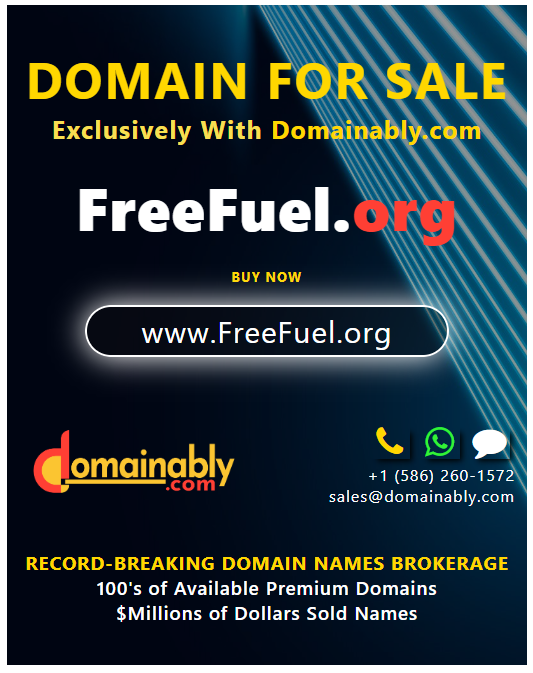 DOMAIN FOR SALE
Exclusively With Domainably.com
FreeFuel.org
BUY NOW
www.FreeFuel.org
domainably
.com
+1 (586) 260-1572
sales@domainably.com
RECORD-BREAKING DOMAIN NAMES BROKERAGE
100's of Available Premium Domains
$Millions of Dollars Sold Names